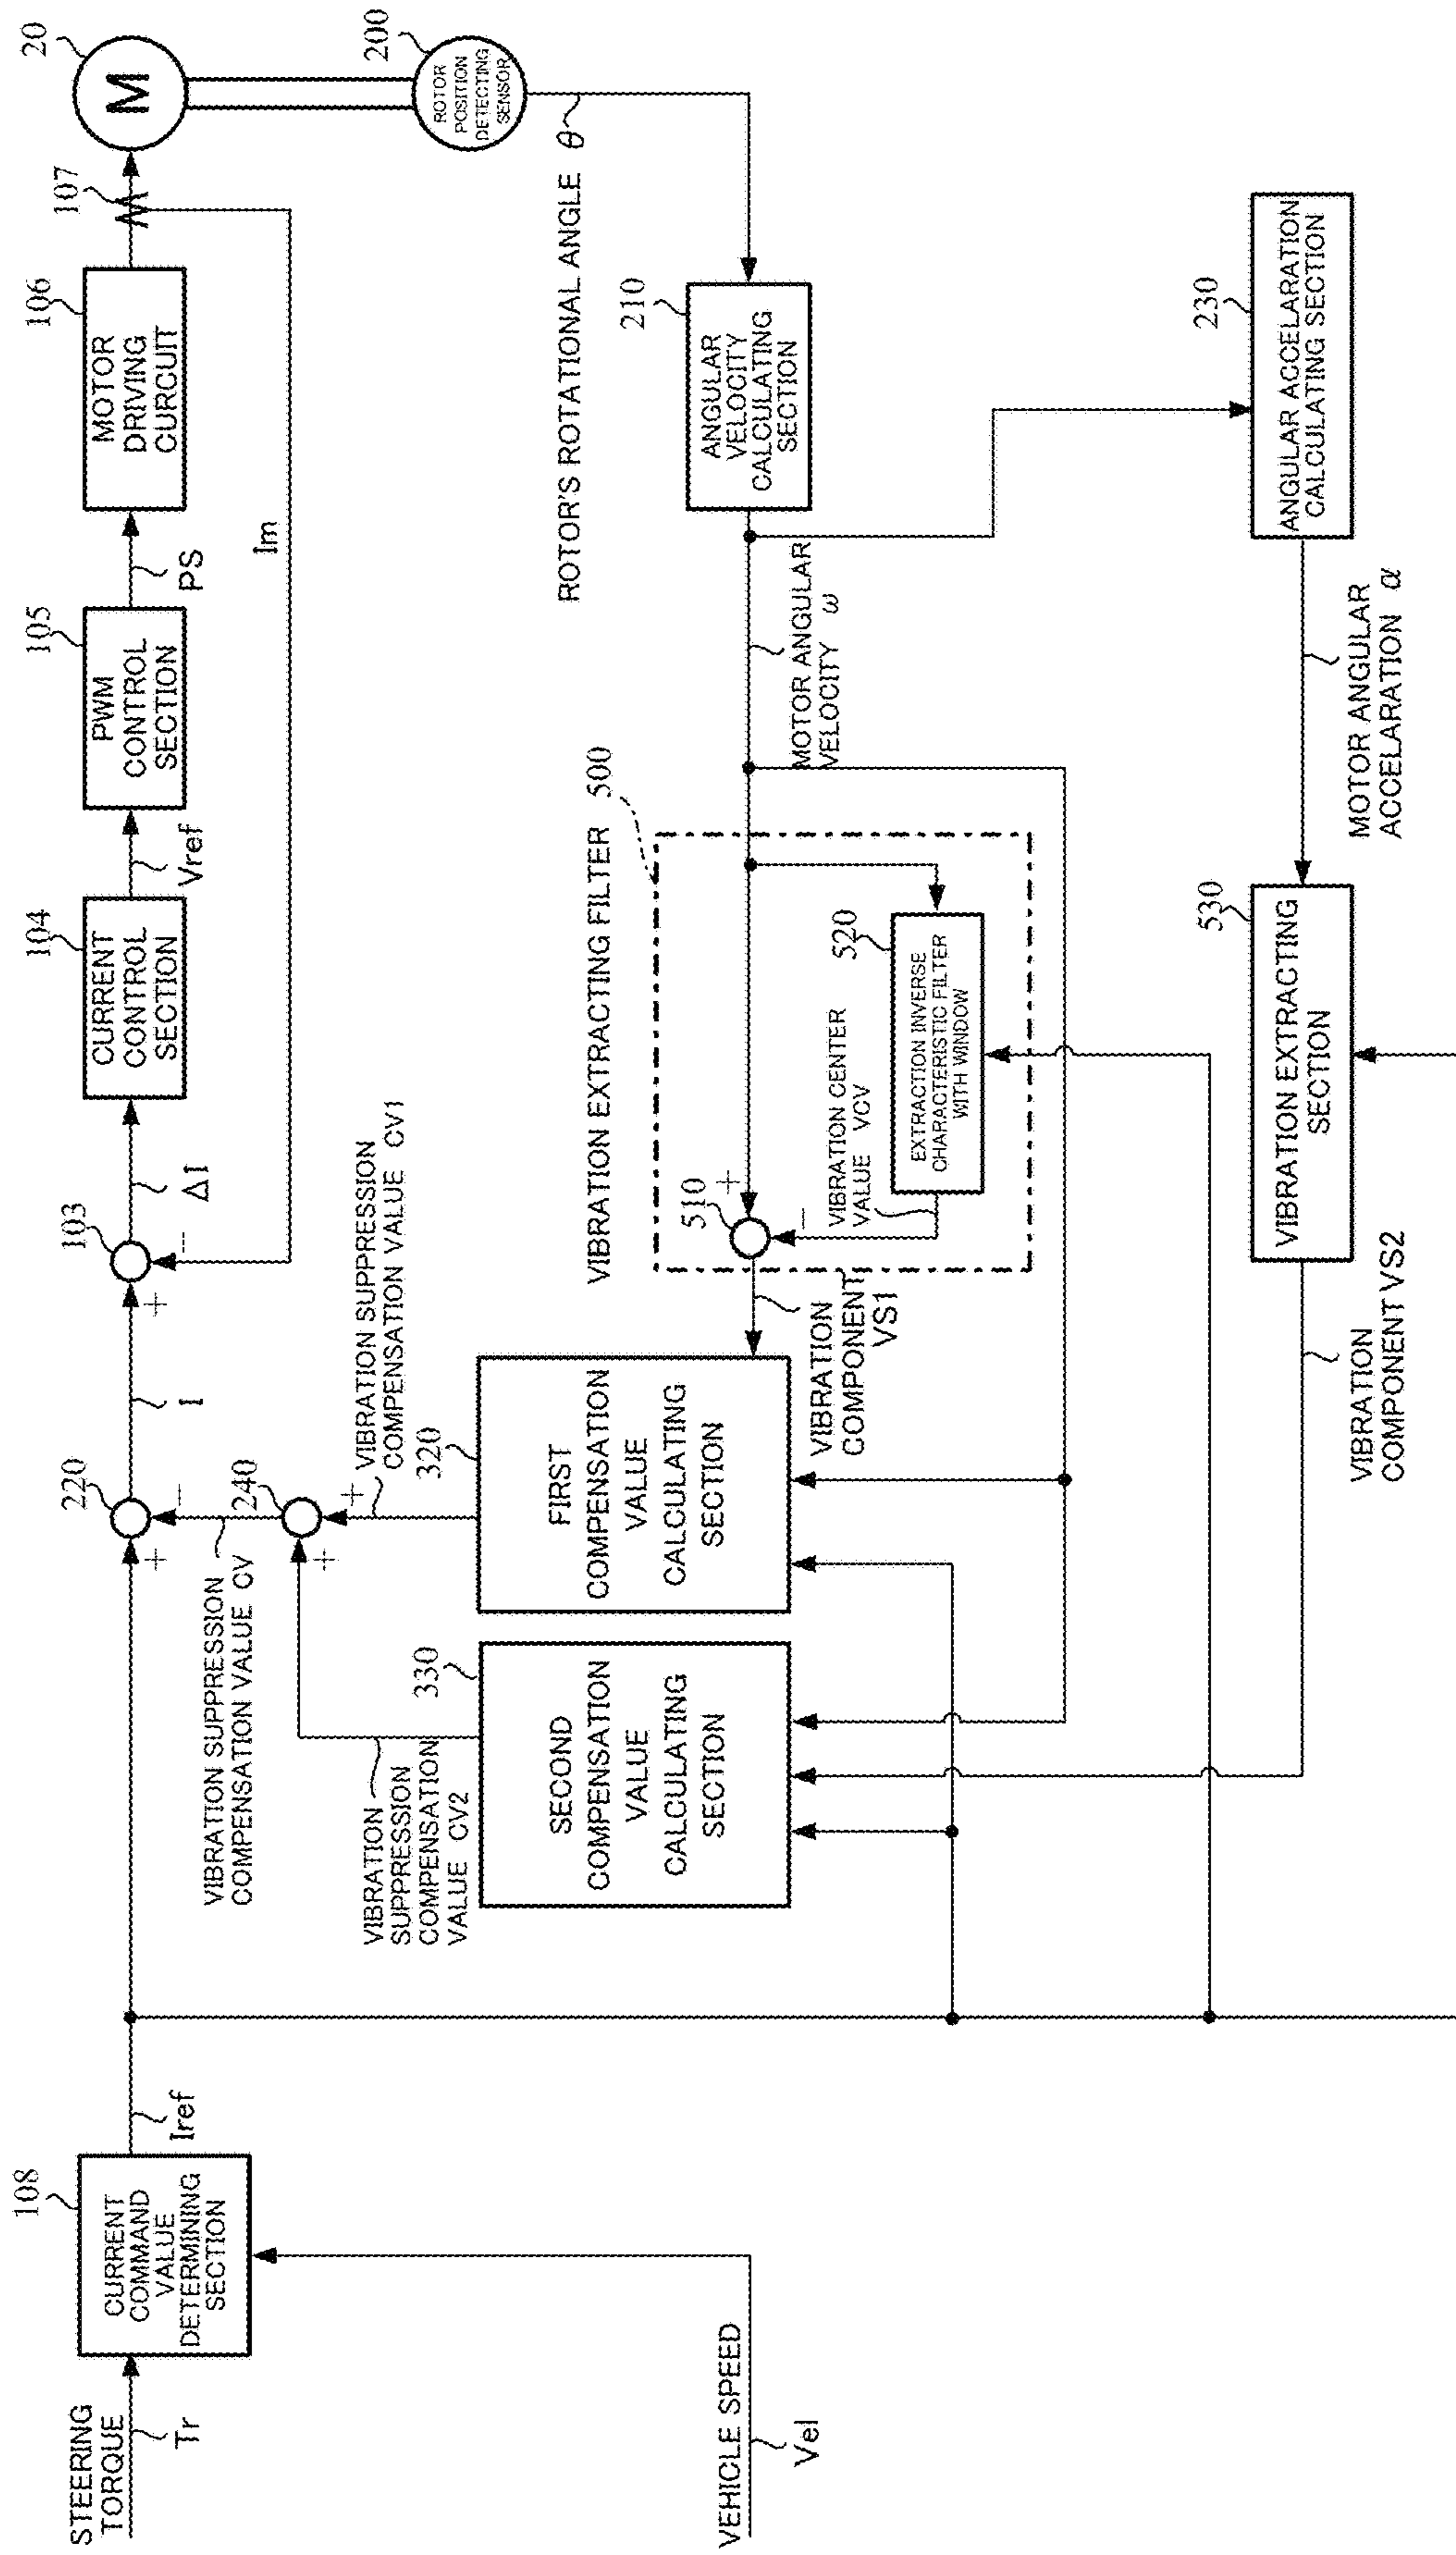 STEERING
TORQUE
Tr
108
CURRENT
COMMAND
VALUE
DETERMINING
SECTION
Iref
VEHICLE SPEED
Vel
220
+
−
I
103
+
−
ΔI
104
CURRENT
CONTROL
SECTION
Vref
105
PWM
CONTROL
SECTION
PS
106
MOTOR
DRIVING
CURCUIT
107
Im
20
M
200
ROTOR
POSITION
DETECTING
SENSOR
ROTOR'S ROTATIONAL ANGLE θ
VIBRATION SUPPRESSION
COMPENSATION VALUE CV
240
+
+
VIBRATION SUPPRESSION
COMPENSATION VALUE CV1
VIBRATION
SUPPRESSION
COMPENSATION
VALUE CV2
330
SECOND
COMPENSATION
VALUE
CALCULATING
SECTION
320
FIRST
COMPENSATION
VALUE
CALCULATING
SECTION
VIBRATION
COMPONENT
VS1
VIBRATION EXTRACTING FILTER 500
510
+
−
VIBRATION CENTER
VALUE VCV
520
EXTRACTION INVERSE
CHARACTERISTIC FILTER
WITH WINDOW
MOTOR ANGULAR
VELOCITY ω
210
ANGULAR
VELOCITY
CALCULATING
SECTION
230
ANGULAR ACCELARATION
CALCULATING SECTION
MOTOR ANGULAR
ACCELARATION α
530
VIBRATION EXTRACTING
SECTION
VIBRATION
COMPONENT VS2